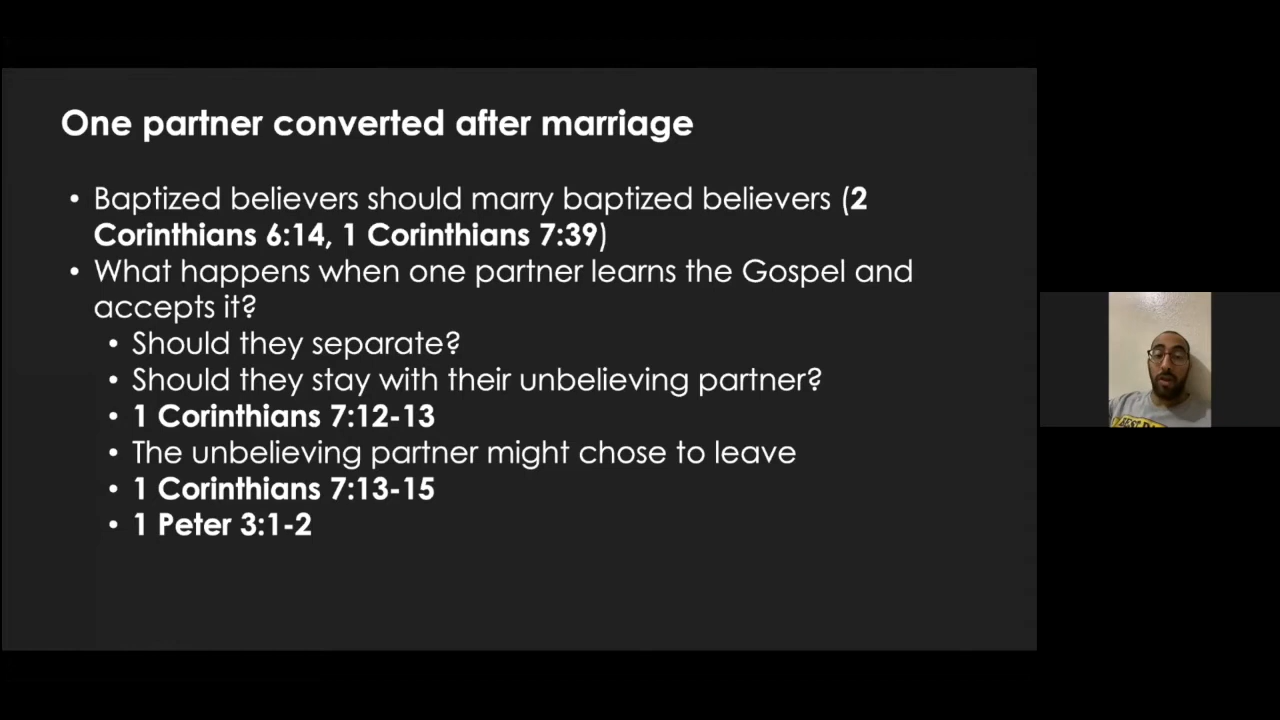 One partner converted after marriage
• Baptized believers should marry baptized believers (2
Corinthians 6:14, 1 Corinthians 7:39)
• What happens when one partner learns the Gospel and
accepts it?
• Should they separate?
• Should they stay with their unbelieving partner?
• 1 Corinthians 7:12-13
• The unbelieving partner might chose to leave
• 1 Corinthians 7:13-15
• 1 Peter 3:1-2